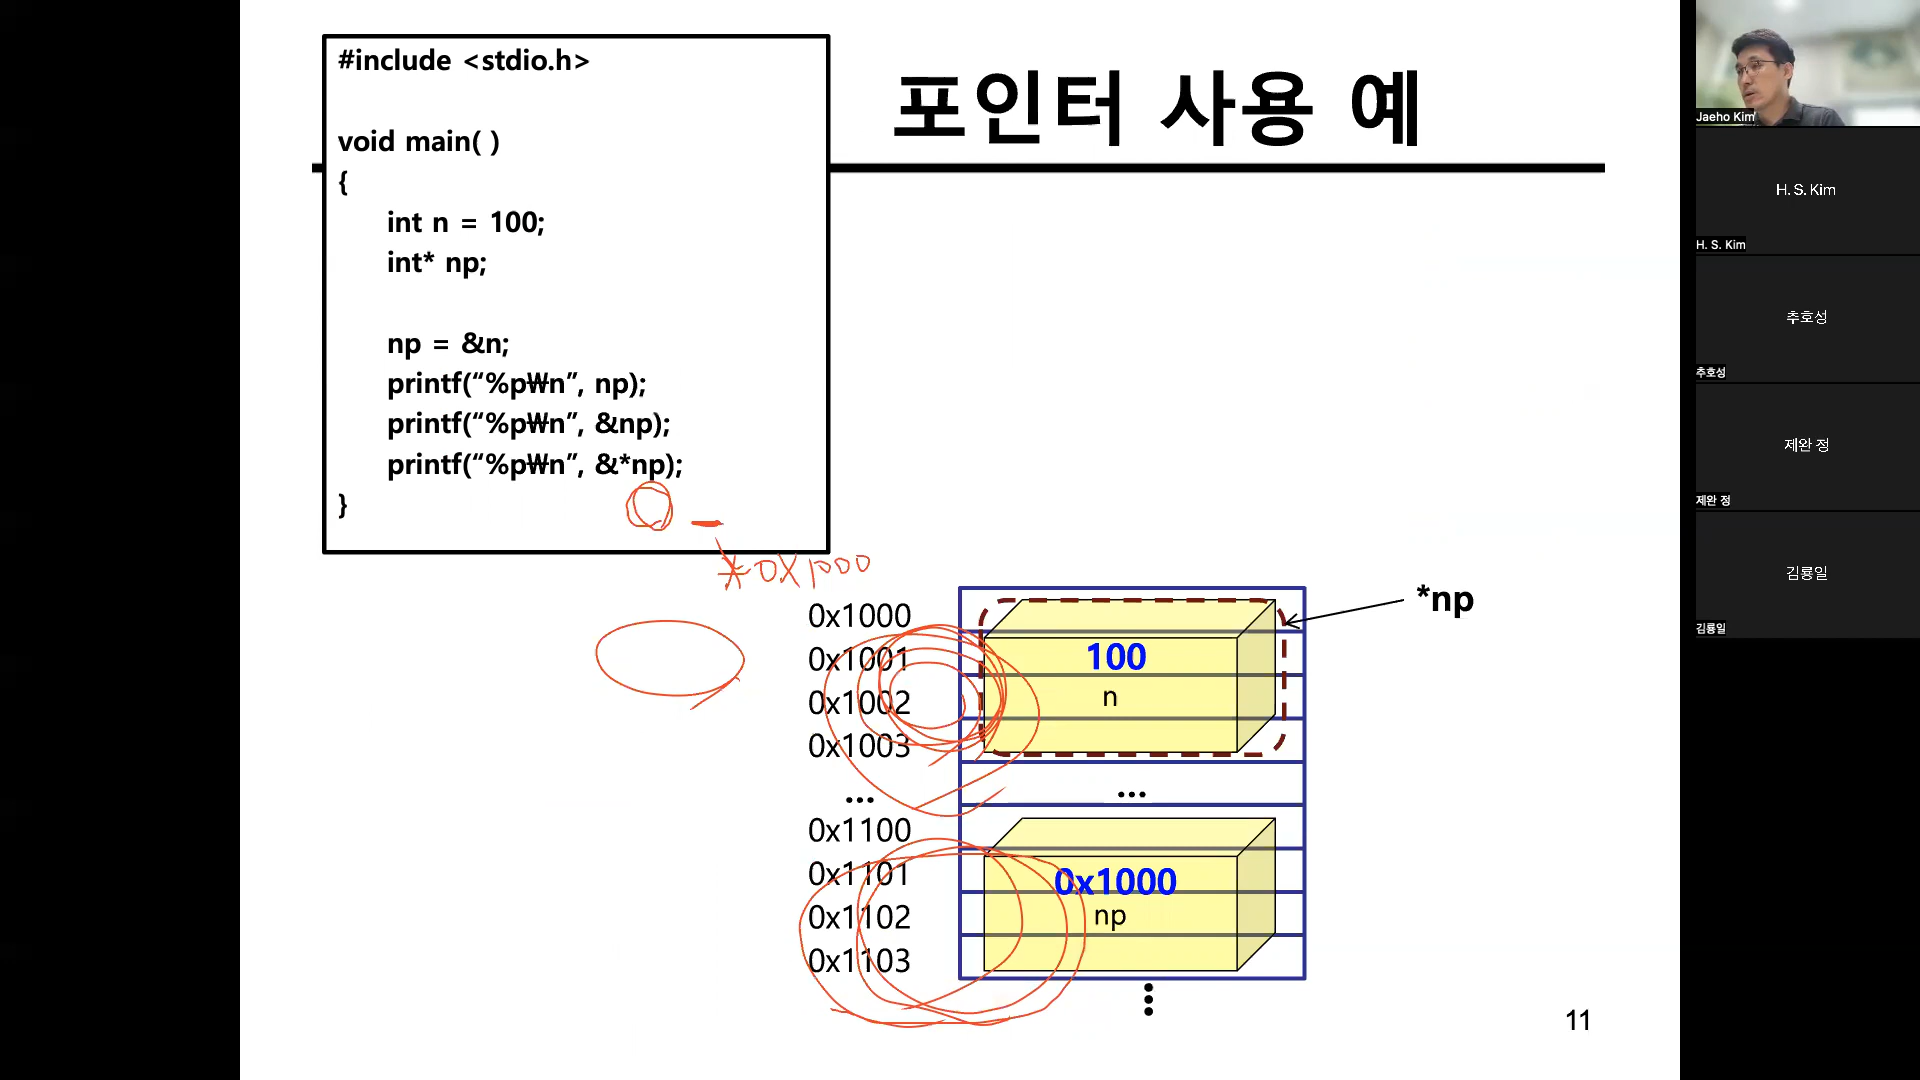 #include <stdio.h>
포인터 사용 예
void main( )
{
int n = 100;
int* np;
np = &n;
printf(“%p₩n”, np);
printf(“%p₩n”, &np);
printf(“%p₩n”, &*np);
}
*0X1000
0x1000
0x1001
0x1002
0x1003
...
0x1100
0x1101
0x1102
0x1103
*np
100
n
...
0x1000
np
11
Jaeho Kim
H. S. Kim
H. S. Kim
추호성
추호성
제완 정
제완 정
김룡일
김룡일